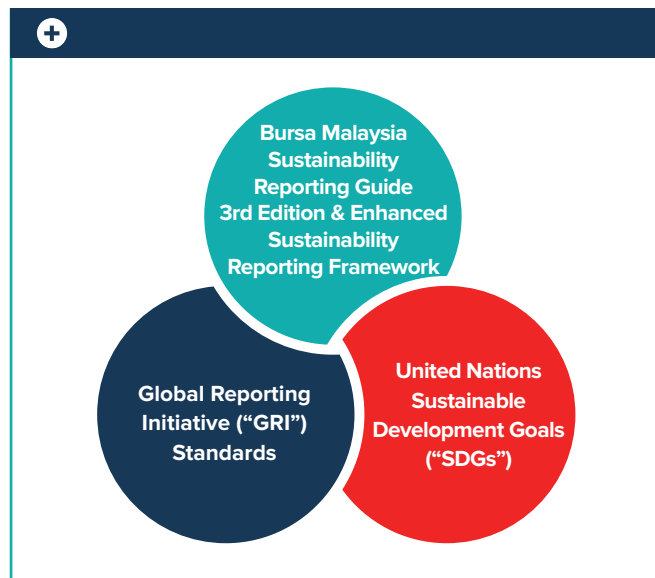 Bursa Malaysia
Sustainability
Reporting Guide
3rd Edition & Enhanced
Sustainability
Reporting Framework
Global Reporting
Initiative (“GRI”)
Standards
United Nations
Sustainable
Development Goals
(“SDGs”)